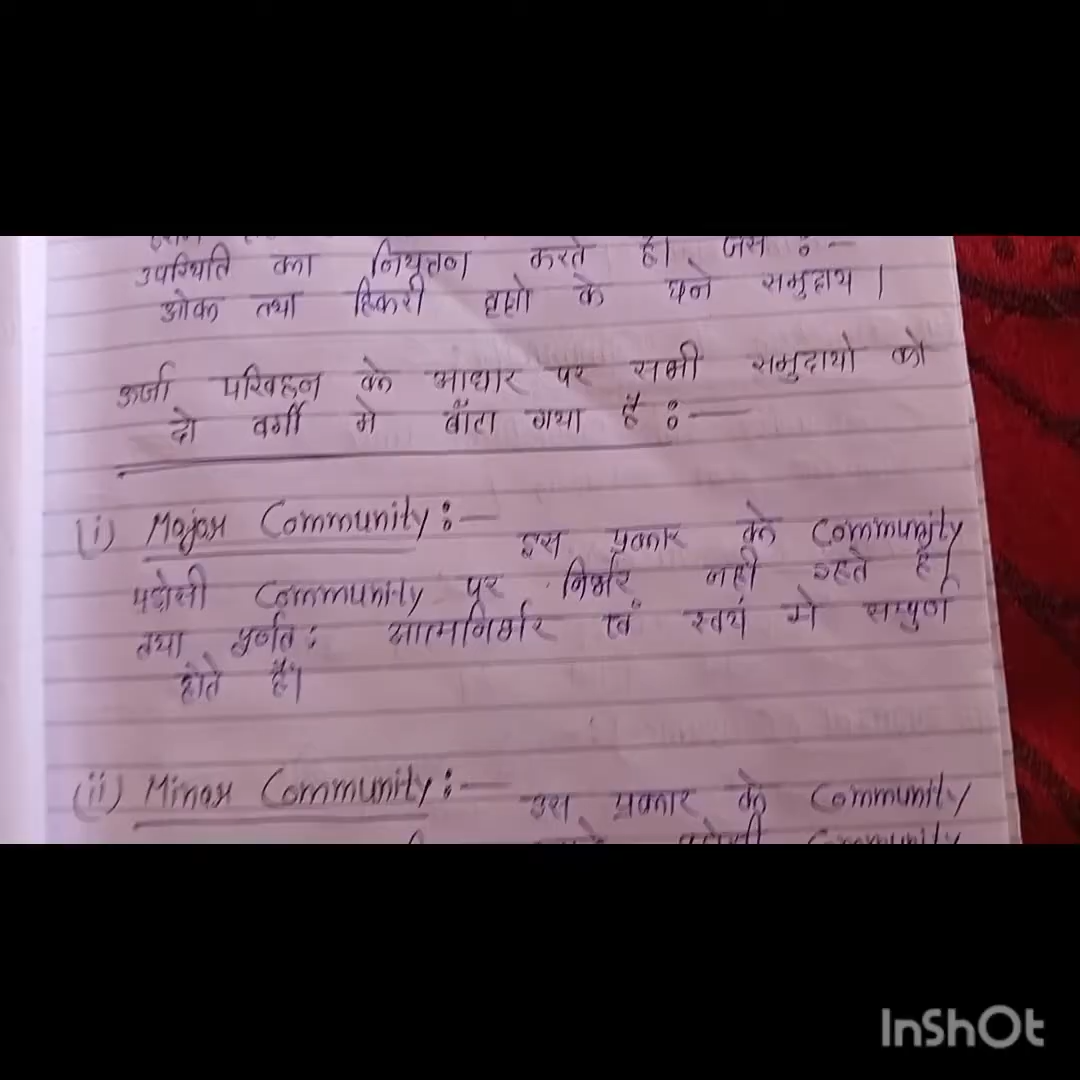 उपस्थिति का नियंत्रण करते है। जैसे :-
ओक तथा हिकरी वृक्षो के घने समुदाय।
ऊर्जा परिवहन के आधार पर सभी समुदायो को
दो वर्गो मे बाँटा गया है :-
(i) Major Community :- इस प्रकार के Community
पडोसी Community पर निर्भर नही रहते है।
तथा पूर्णत: आत्मनिर्भर एवं स्वयं मे सम्पुर्ण
होते है।
(ii) Minor Community :- इस प्रकार के Community
पडोसी Community
InShOt